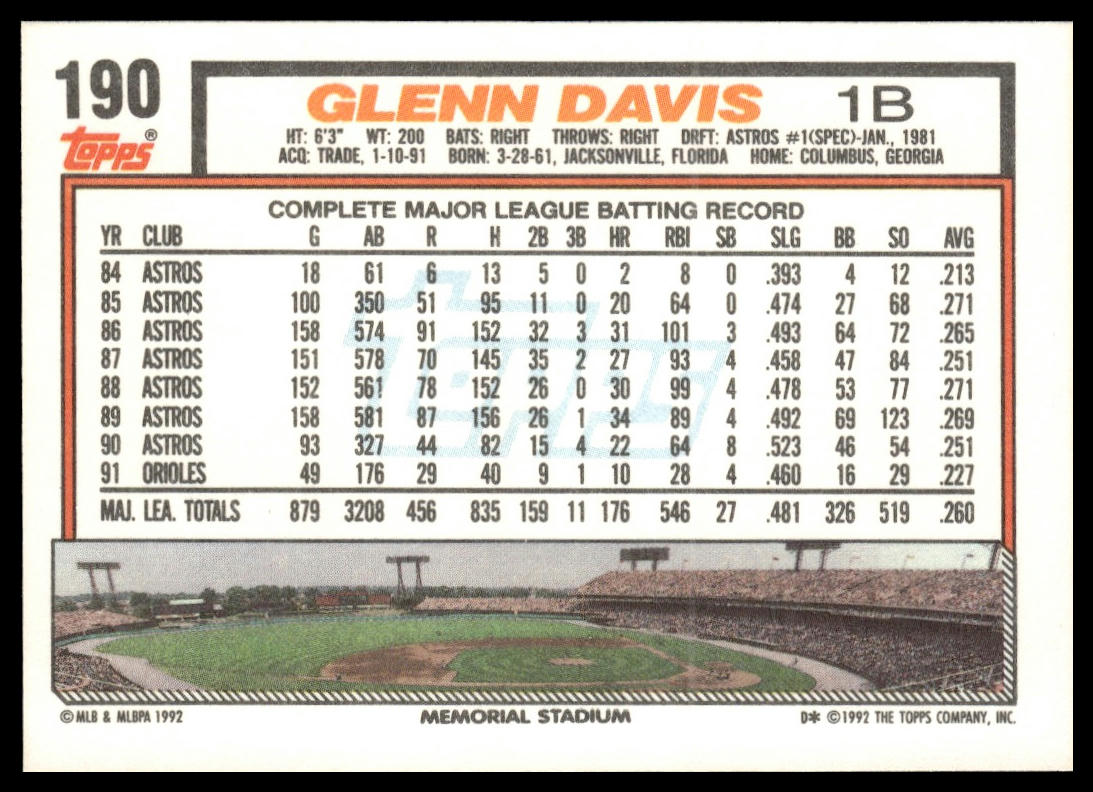 190
GLENN DAVIS 1B
Topps®
HT: 6'3" WT: 200 BATS: RIGHT THROWS: RIGHT DRFT: ASTROS #1(SPEC)-JAN., 1981
ACQ: TRADE, 1-10-91 BORN: 3-28-61, JACKSONVILLE, FLORIDA HOME: COLUMBUS, GEORGIA
COMPLETE MAJOR LEAGUE BATTING RECORD
YR CLUB G AB R H 2B 3B HR RBI SB SLG BB SO AVG
84 ASTROS 18 61 6 13 5 0 2 8 0 .393 4 12 .213
85 ASTROS 100 350 51 95 11 0 20 64 0 .474 27 68 .271
86 ASTROS 158 574 91 152 32 3 31 101 3 .493 64 72 .265
87 ASTROS 151 578 70 145 35 2 27 93 4 .458 47 84 .251
88 ASTROS 152 561 78 152 26 0 30 99 4 .478 53 77 .271
89 ASTROS 158 581 87 156 26 1 34 89 4 .492 69 123 .269
90 ASTROS 93 327 44 82 15 4 22 64 8 .523 46 54 .251
91 ORIOLES 49 176 29 40 9 1 10 28 4 .460 16 29 .227
MAJ. LEA. TOTALS 879 3208 456 835 159 11 176 546 27 .481 326 519 .260
Topps
© MLB & MLBPA 1992 MEMORIAL STADIUM D* ©1992 THE TOPPS COMPANY, INC.